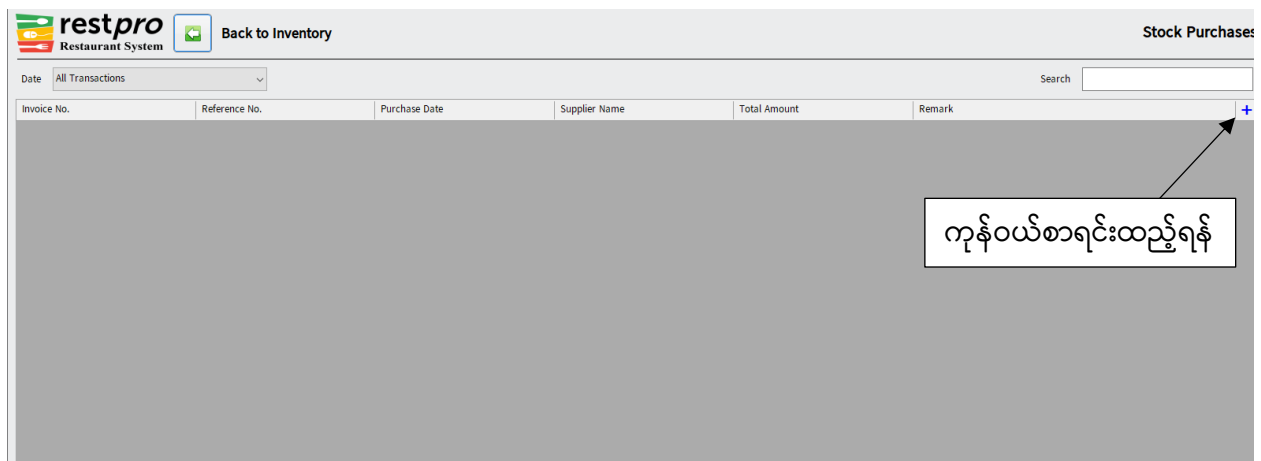 restpro
Restaurant System
Back to Inventory
Stock Purchases
Date
All Transactions
Search
Invoice No.
Reference No.
Purchase Date
Supplier Name
Total Amount
Remark
+
ကုန်ဝယ်စာရင်းထည့်ရန်